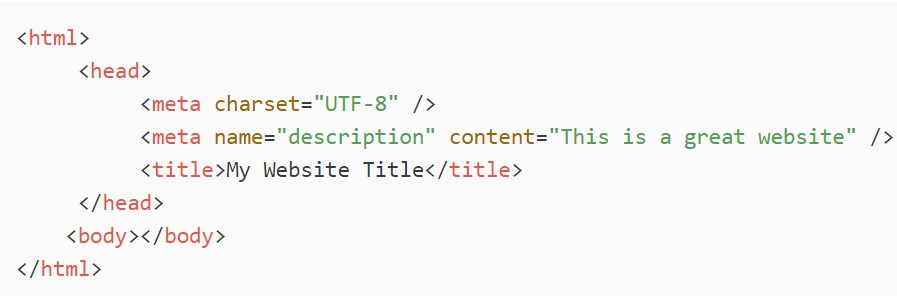 <html>
<head>
<meta charset="UTF-8" />
<meta name="description" content="This is a great website" />
<title>My Website Title</title>
</head>
<body></body>
</html>